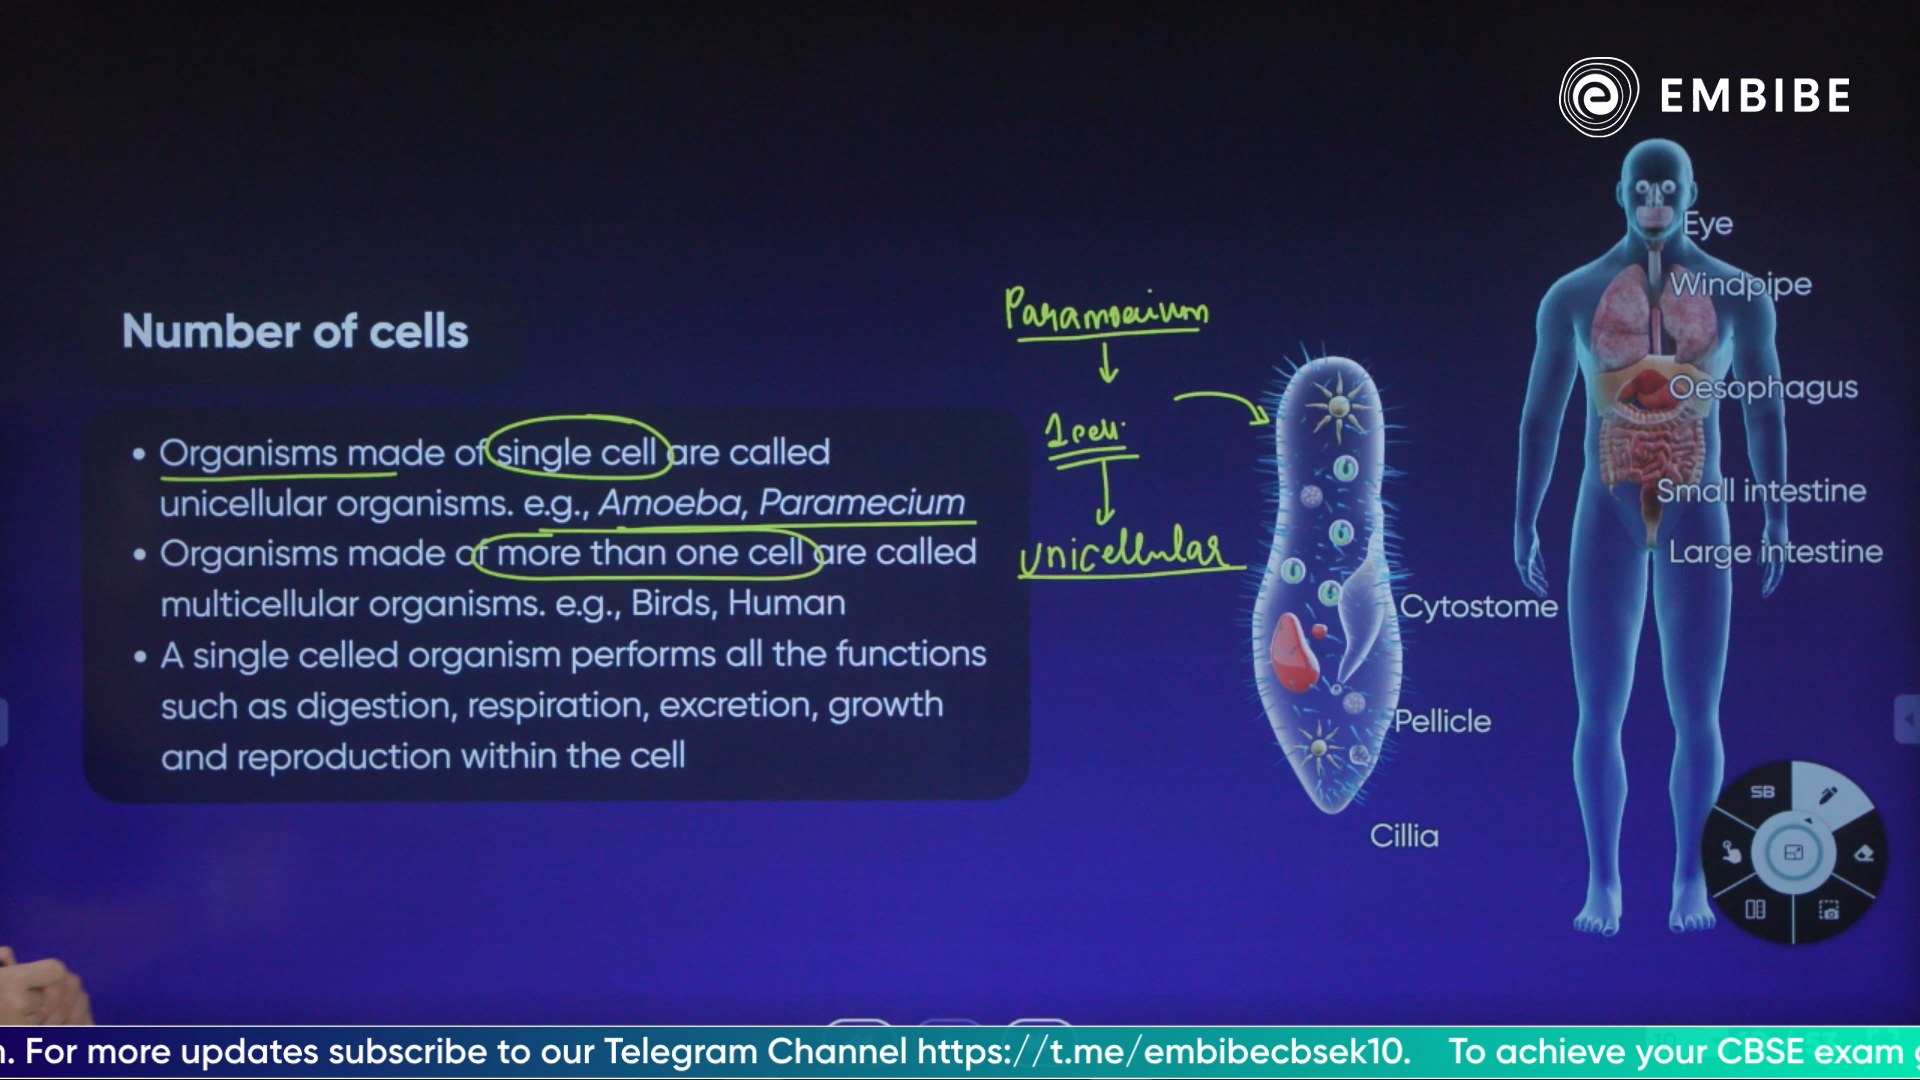 EMBIBE
Eye
Windpipe
Number of cells
Paramoecium
Oesophagus
1 cell.
• Organisms made of single cell are called
unicellular organisms. e.g., Amoeba, Paramecium
• Organisms made of more than one cell are called
multicellular organisms. e.g., Birds, Human
• A single celled organism performs all the functions
such as digestion, respiration, excretion, growth
and reproduction within the cell
Unicellular
Small intestine
Large intestine
Cytostome
Pellicle
Cillia
SB
. For more updates subscribe to our Telegram Channel https://t.me/embibecbsek10. To achieve your CBSE exam